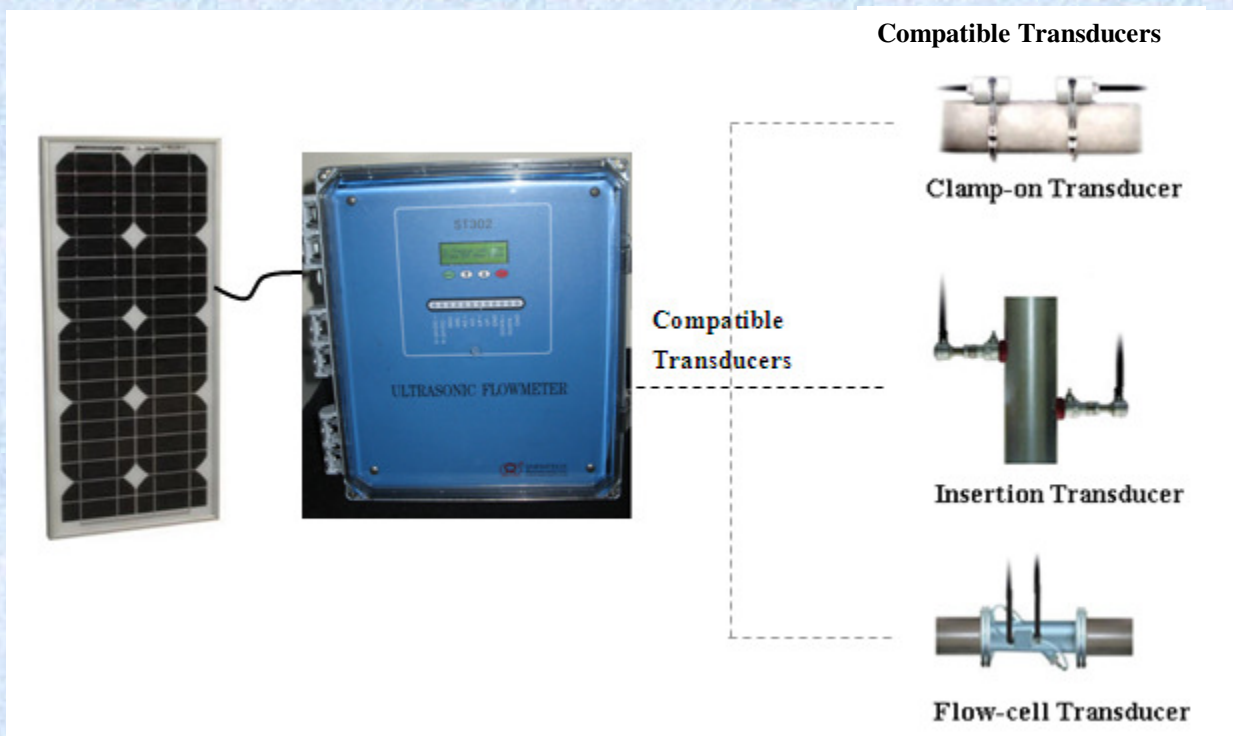 Compatible Transducers
Clamp-on Transducer
ST302
Compatible
Transducers
ULTRASONIC FLOWMETER
Insertion Transducer
Flow-cell Transducer